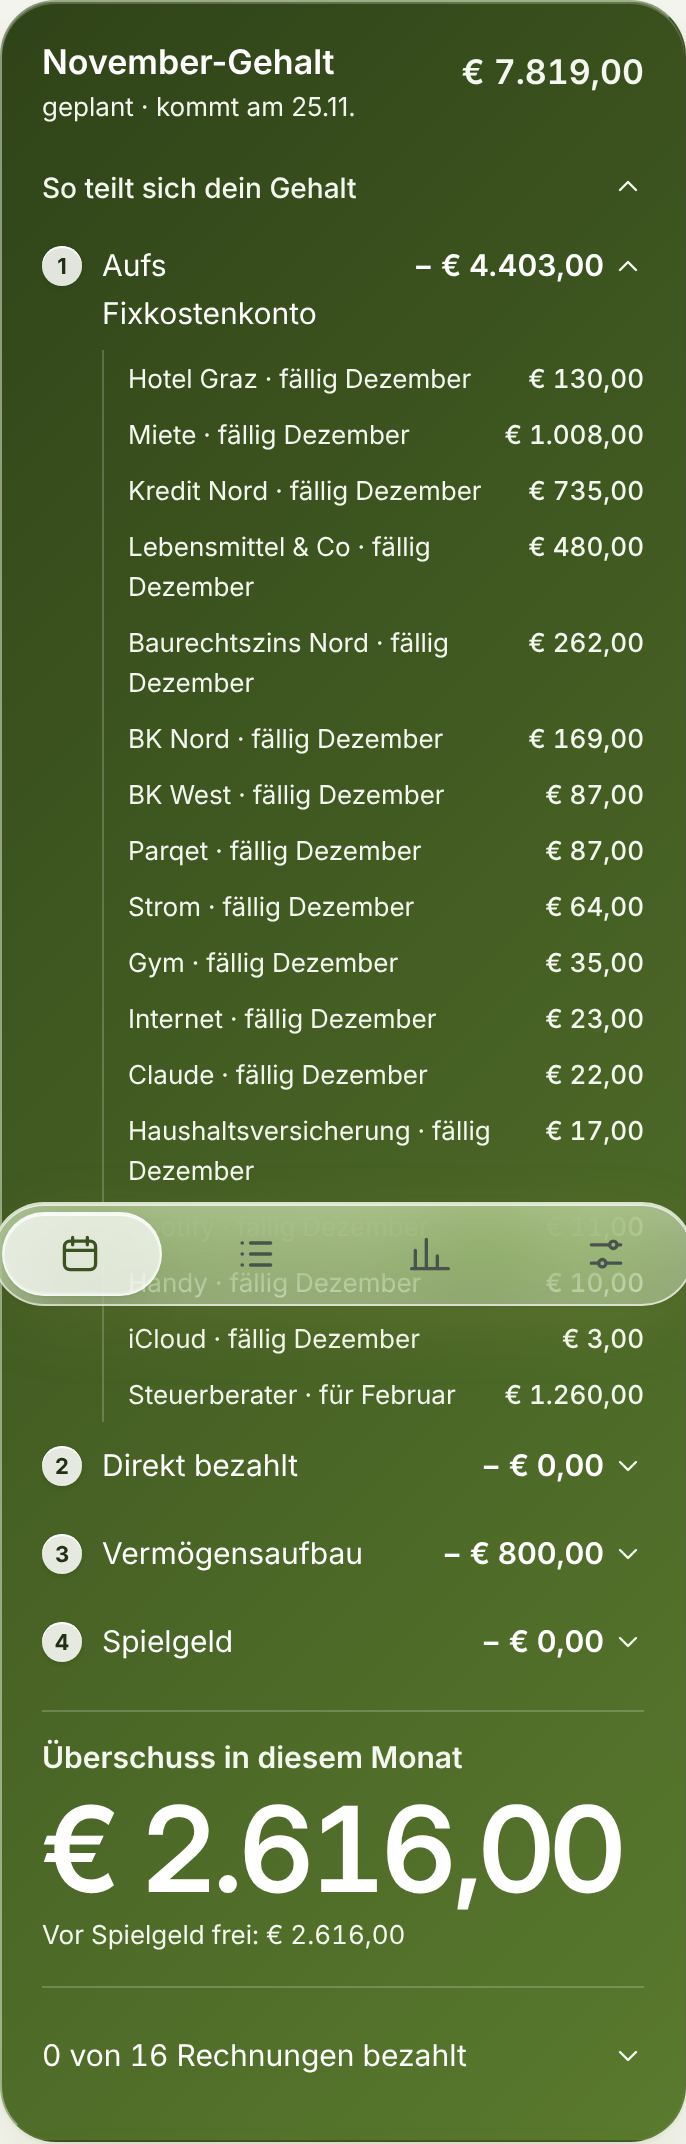 November-Gehalt
€ 7.819,00
geplant · kommt am 25.11.
So teilt sich dein Gehalt
1 Aufs Fixkostenkonto – € 4.403,00
Hotel Graz · fällig Dezember € 130,00
Miete · fällig Dezember € 1.008,00
Kredit Nord · fällig Dezember € 735,00
Lebensmittel & Co · fällig € 480,00
Dezember
Baurechtszins Nord · fällig € 262,00
Dezember
BK Nord · fällig Dezember € 169,00
BK West · fällig Dezember € 87,00
Parqet · fällig Dezember € 87,00
Strom · fällig Dezember € 64,00
Gym · fällig Dezember € 35,00
Internet · fällig Dezember € 23,00
Claude · fällig Dezember € 22,00
Haushaltsversicherung · fällig € 17,00
Dezember
fällig Dezember € 11,00
Handy · fällig Dezember € 10,00
iCloud · fällig Dezember € 3,00
Steuerberater · für Februar € 1.260,00
2 Direkt bezahlt – € 0,00
3 Vermögensaufbau – € 800,00
4 Spielgeld – € 0,00
Überschuss in diesem Monat
€ 2.616,00
Vor Spielgeld frei: € 2.616,00
0 von 16 Rechnungen bezahlt